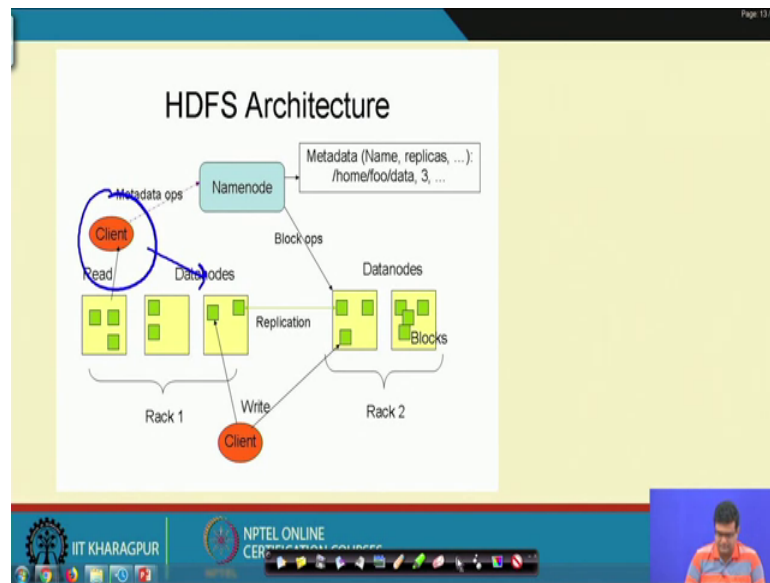 Page: 13 /
HDFS Architecture
Metadata (Name, replicas, ...):
/home/foo/data, 3, ...
Namenode
Metadata ops
Client
Block ops
Read
Datanodes
Datanodes
Replication
Blocks
Rack 1
Write
Rack 2
Client
IIT KHARAGPUR
NPTEL ONLINE
CERTIFICATION COURSES
NPTEL